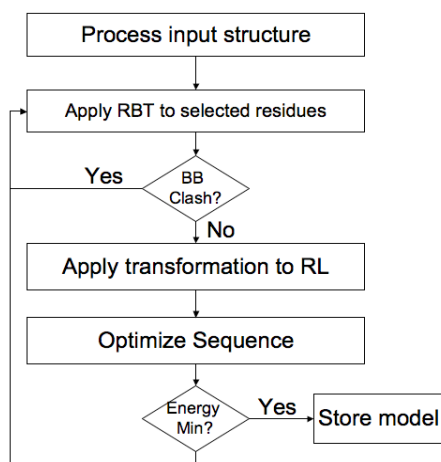 Process input structure
Apply RBT to selected residues
Yes
BB
Clash?
No
Apply transformation to RL
Optimize Sequence
Energy
Min?
Yes
Store model